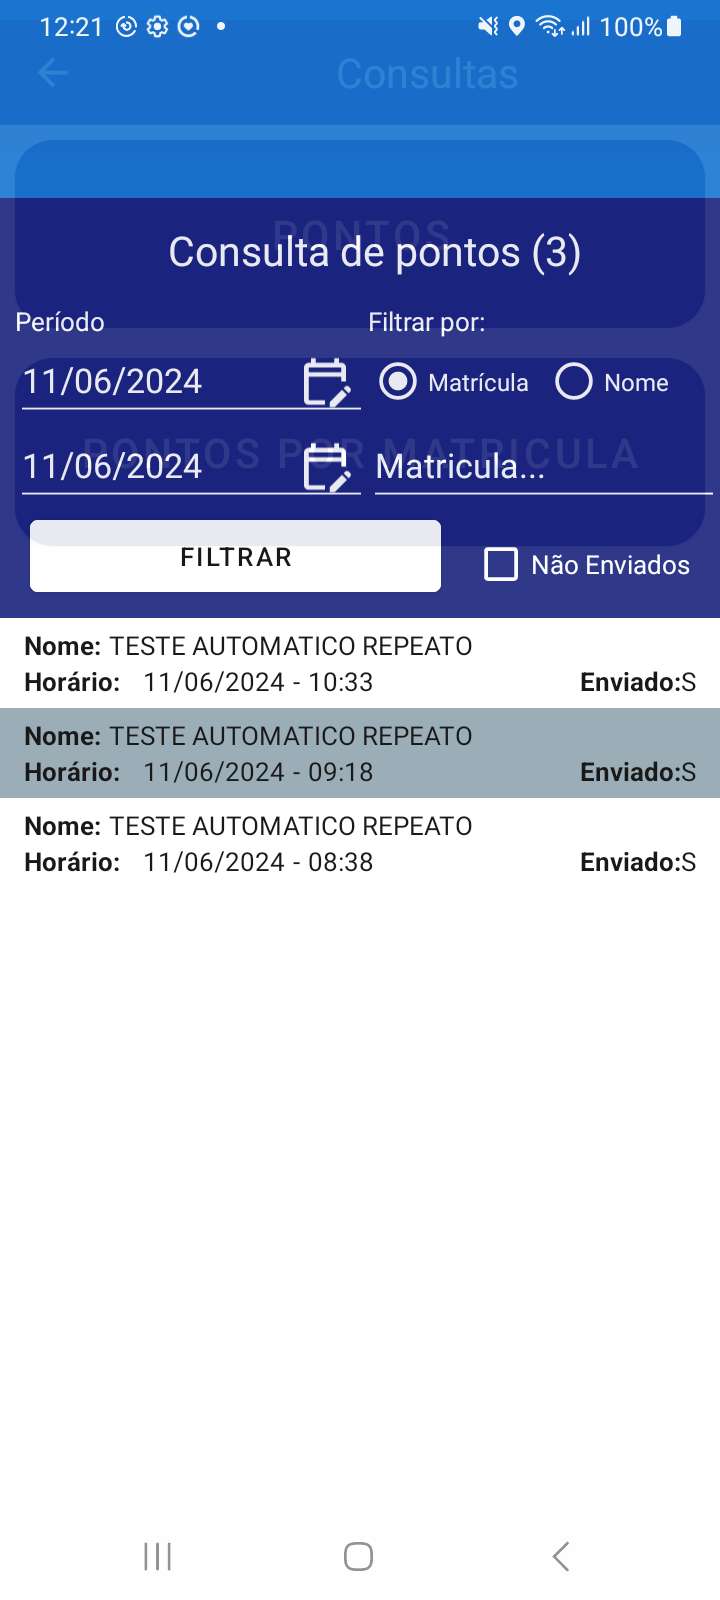 12:21 100%
Consultas
PONTOS
Consulta de pontos (3)
Período Filtrar por:
11/06/2024 Matrícula Nome
PONTOS POR MATRICULA
11/06/2024 Matricula...
FILTRAR Não Enviados
Nome: TESTE AUTOMATICO REPEATO
Horário: 11/06/2024 - 10:33 Enviado:S
Nome: TESTE AUTOMATICO REPEATO
Horário: 11/06/2024 - 09:18 Enviado:S
Nome: TESTE AUTOMATICO REPEATO
Horário: 11/06/2024 - 08:38 Enviado:S